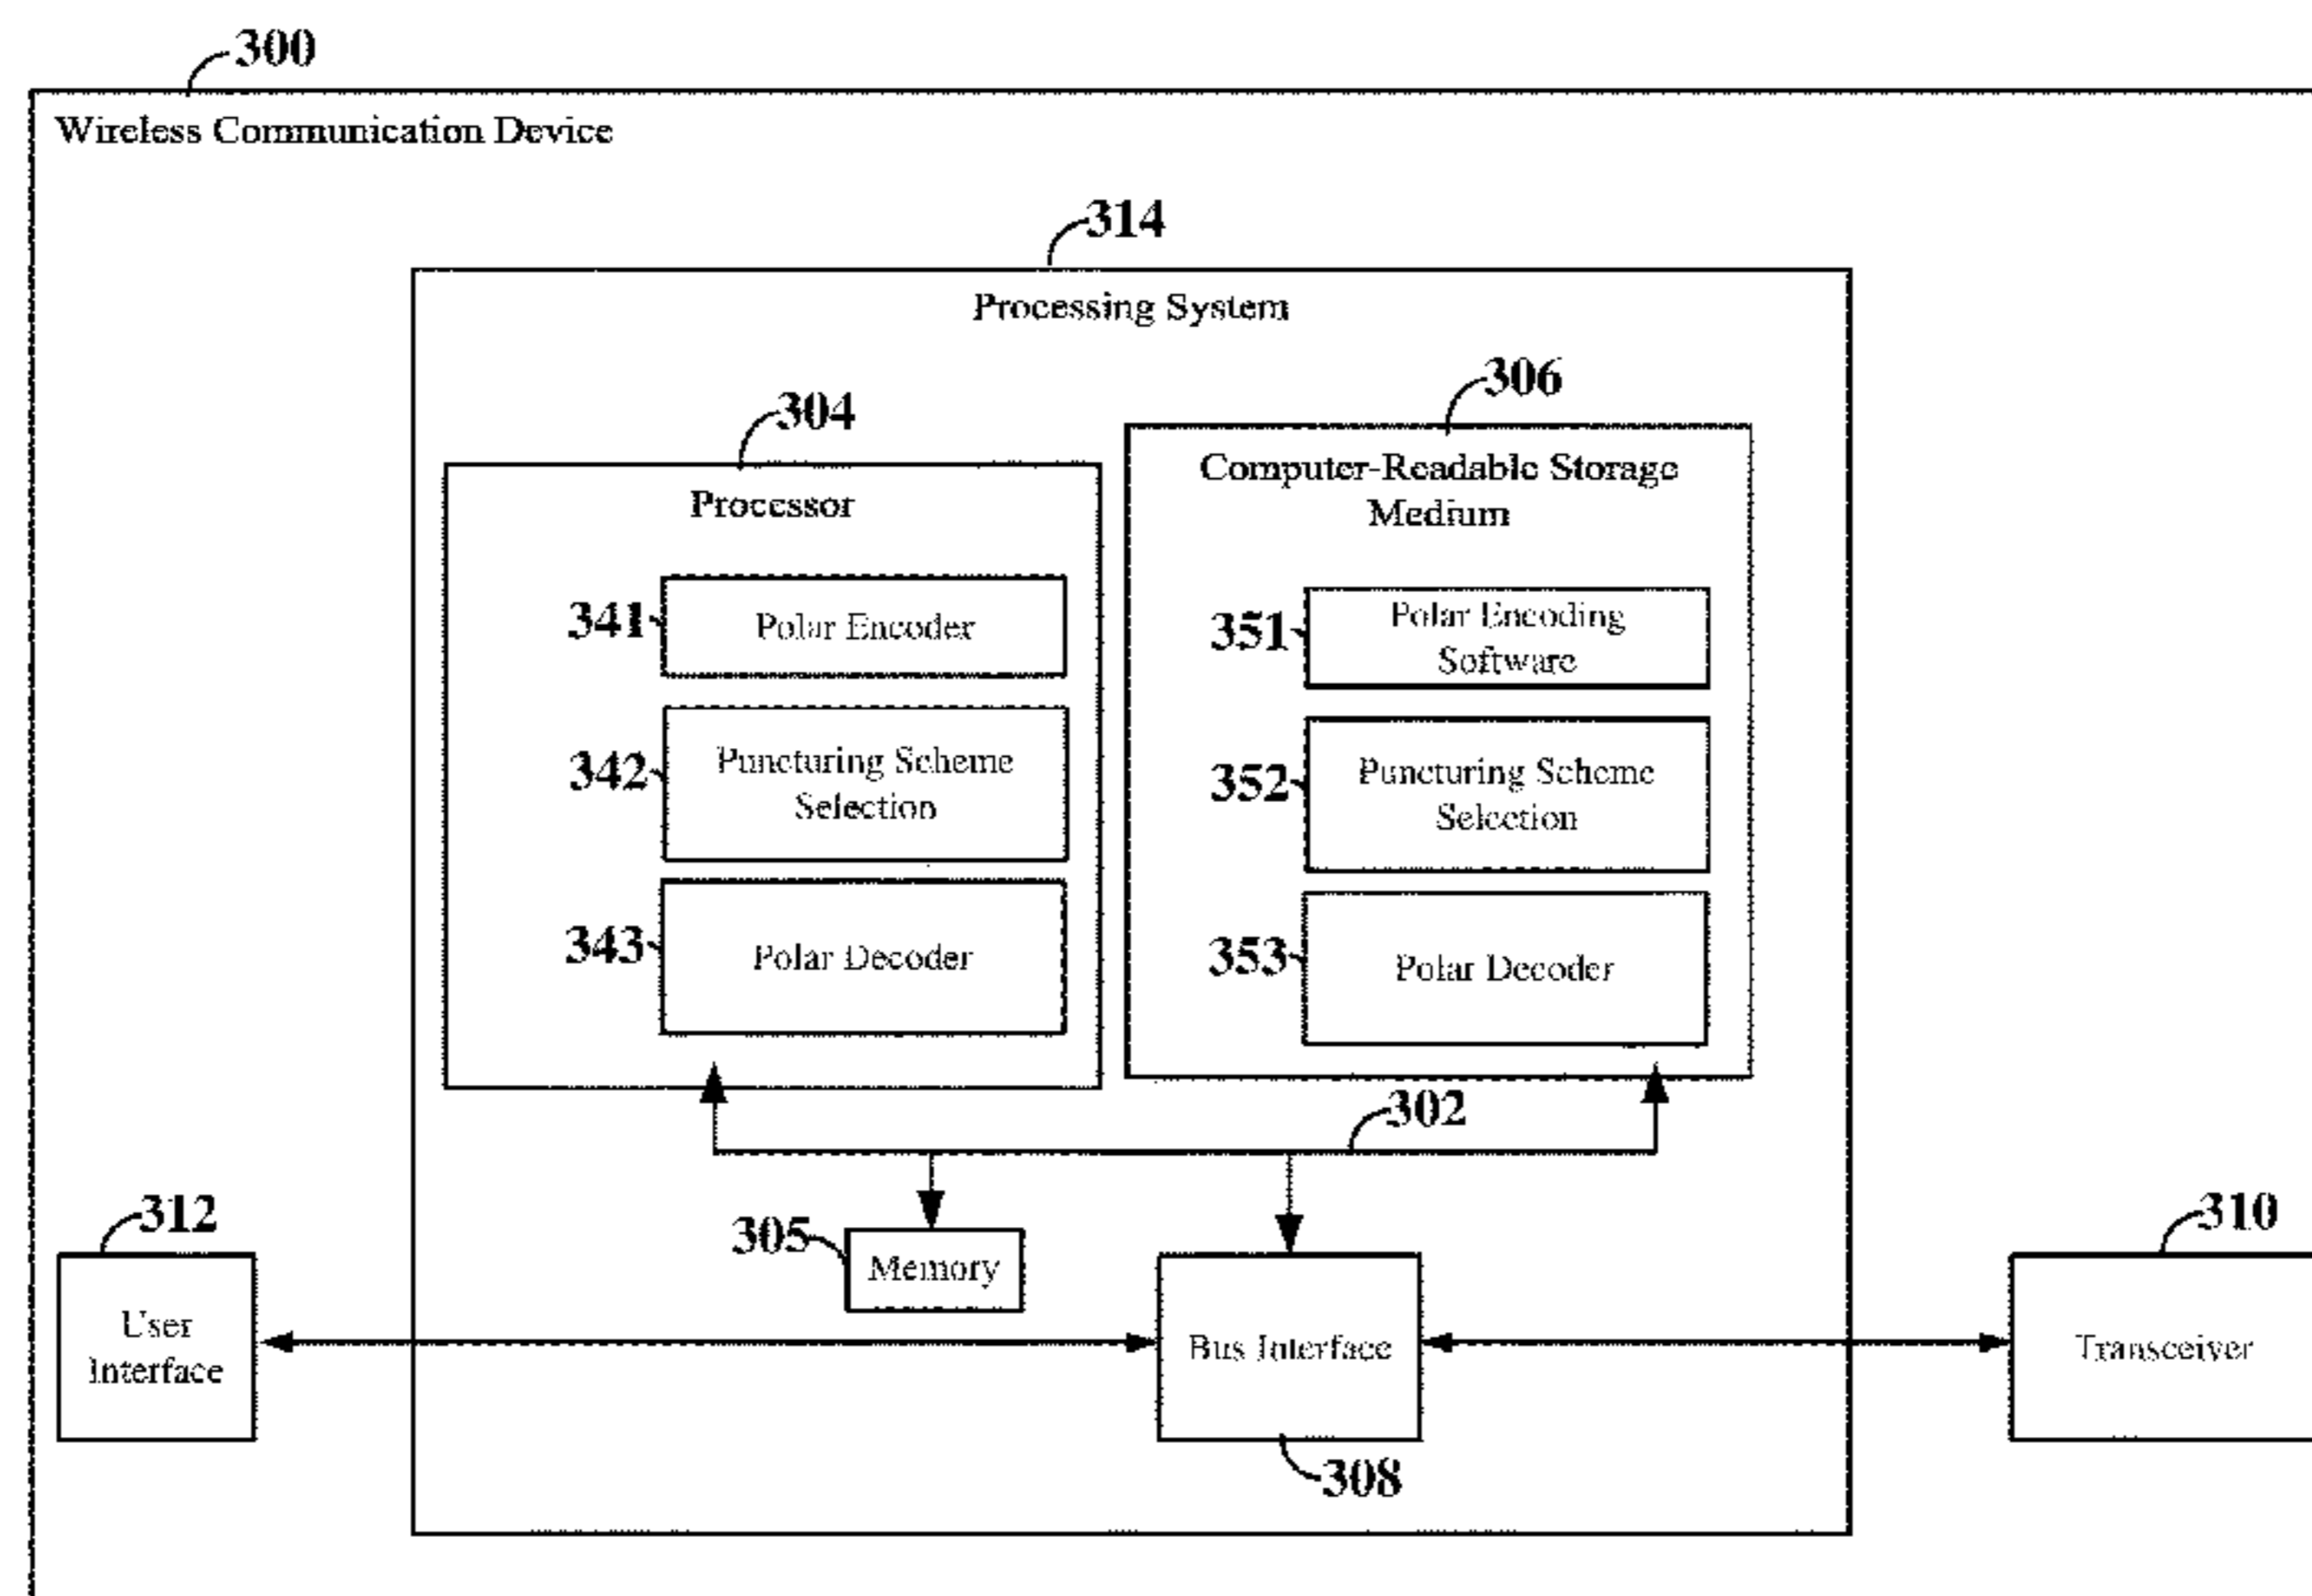 300
Wireless Communication Device
314
Processing System
304
Processor
341
Polar Encoder
342
Puncturing Scheme
Selection
343
Polar Decoder
306
Computer-Readable Storage
Medium
351
Polar Encoding
Software
352
Puncturing Scheme
Selection
353
Polar Decoder
302
312
User
Interface
305
Memory
Bus Interface
308
310
Transceiver